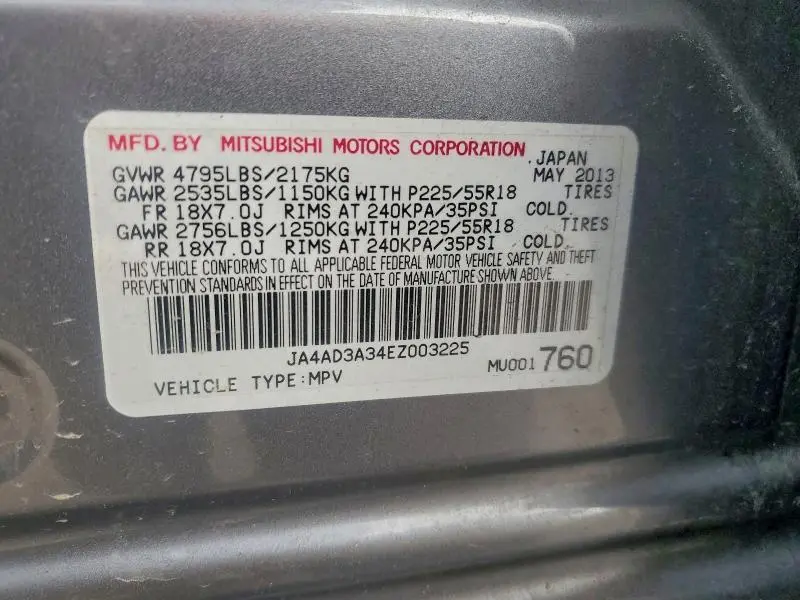 MFD. BY MITSUBISHI MOTORS CORPORATION. JAPAN
GVWR 4795LBS/2175KG MAY 2013
GAWR 2535LBS/1150KG WITH P225/55R18 TIRES
FR 18X7.0J RIMS AT 240KPA/35PSI COLD.
GAWR 2756LBS/1250KG WITH P225/55R18 TIRES
RR 18X7.0J RIMS AT 240KPA/35PSI COLD.
THIS VEHICLE CONFORMS TO ALL APPLICABLE FEDERAL MOTOR VEHICLE SAFETY AND THEFT
PREVENTION STANDARDS IN EFFECT ON THE DATE OF MANUFACTURE SHOWN ABOVE.
JA4AD3A34EZ003225
MU001 760
VEHICLE TYPE:MPV